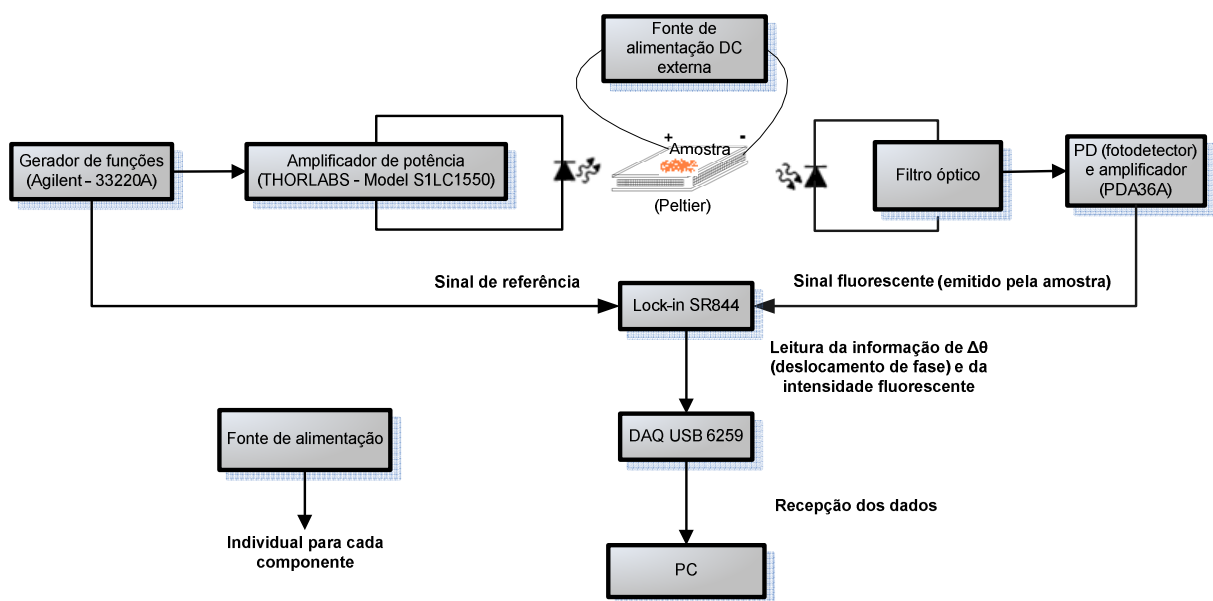 Fonte de
alimentação DC
externa
+
-
Amostra
(Peltier)
Gerador de funções
(Agilent - 33220A)
Amplificador de potência
(THORLABS - Model S1LC1550)
Filtro óptico
PD (fotodetector)
e amplificador
(PDA36A)
Sinal de referência
Sinal fluorescente (emitido pela amostra)
Lock-in SR844
Leitura da informação de Δθ
(deslocamento de fase) e da
intensidade fluorescente
Fonte de alimentação
DAQ USB 6259
Recepção dos dados
Individual para cada
componente
PC